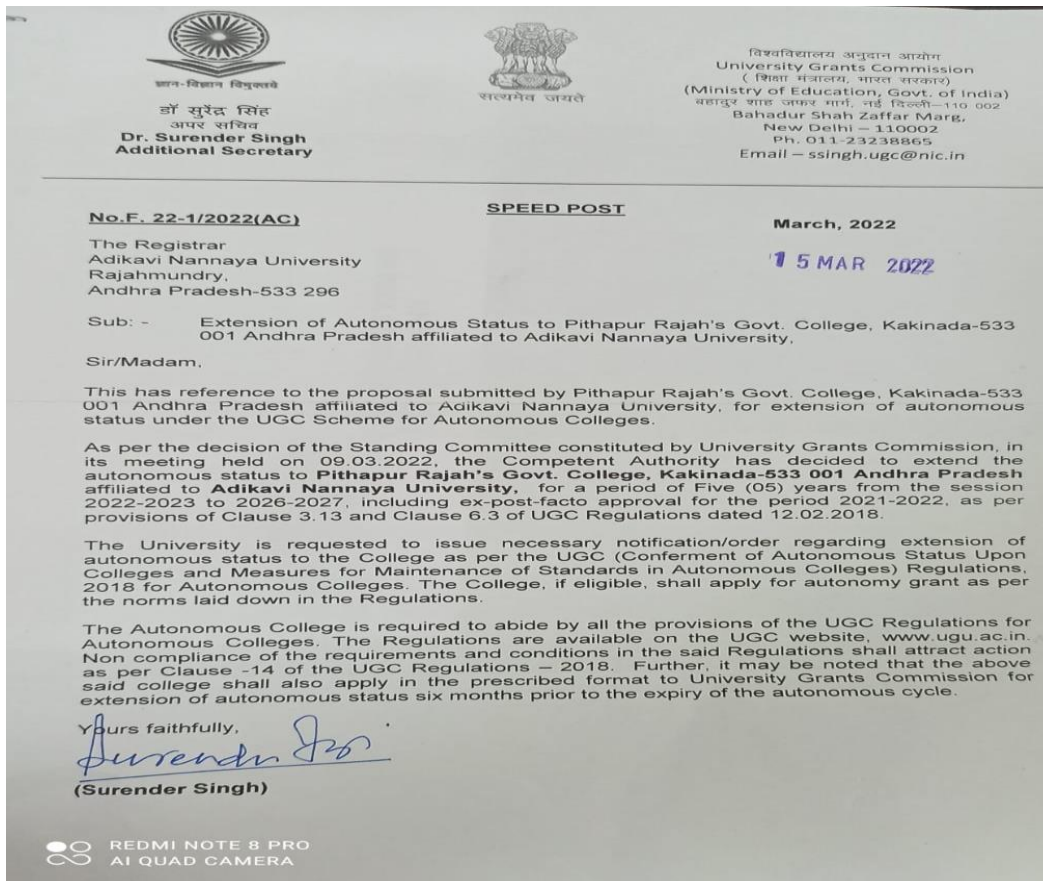 ज्ञान-विज्ञान विमुक्तये
डॉ सुरेंद्र सिंह
अपर सचिव
Dr. Surender Singh
Additional Secretary
सत्यमेव जयते
विश्वविद्यालय अनुदान आयोग
University Grants Commission
( शिक्षा मंत्रालय, भारत सरकार)
(Ministry of Education, Govt. of India)
बहादुर शाह ज़फर मार्ग, नई दिल्ली–110 002
Bahadur Shah Zaffar Marg,
New Delhi – 110002
Ph. 011-23238865
Email – ssingh.ugc@nic.in
No.F. 22-1/2022(AC)
SPEED POST
March, 2022
15 MAR 2022
The Registrar
Adikavi Nannaya University
Rajahmundry,
Andhra Pradesh-533 296
Sub: - Extension of Autonomous Status to Pithapur Rajah's Govt. College, Kakinada-533
001 Andhra Pradesh affiliated to Adikavi Nannaya University,
Sir/Madam,
This has reference to the proposal submitted by Pithapur Rajah's Govt. College, Kakinada-533
001 Andhra Pradesh affiliated to Adikavi Nannaya University, for extension of autonomous
status under the UGC Scheme for Autonomous Colleges.
As per the decision of the Standing Committee constituted by University Grants Commission, in
its meeting held on 09.03.2022, the Competent Authority has decided to extend the
autonomous status to Pithapur Rajah's Govt. College, Kakinada-533 001 Andhra Pradesh
affiliated to Adikavi Nannaya University, for a period of Five (05) years from the session
2022-2023 to 2026-2027, including ex-post-facto approval for the period 2021-2022, as per
provisions of Clause 3.13 and Clause 6.3 of UGC Regulations dated 12.02.2018.
The University is requested to issue necessary notification/order regarding extension of
autonomous status to the College as per the UGC (Conferment of Autonomous Status Upon
Colleges and Measures for Maintenance of Standards in Autonomous Colleges) Regulations,
2018 for Autonomous Colleges. The College, if eligible, shall apply for autonomy grant as per
the norms laid down in the Regulations.
The Autonomous College is required to abide by all the provisions of the UGC Regulations for
Autonomous Colleges. The Regulations are available on the UGC website, www.ugu.ac.in.
Non compliance of the requirements and conditions in the said Regulations shall attract action
as per Clause -14 of the UGC Regulations – 2018. Further, it may be noted that the above
said college shall also apply in the prescribed format to University Grants Commission for
extension of autonomous status six months prior to the expiry of the autonomous cycle.
Yours faithfully,
(Surender Singh)
REDMI NOTE 8 PRO
AI QUAD CAMERA